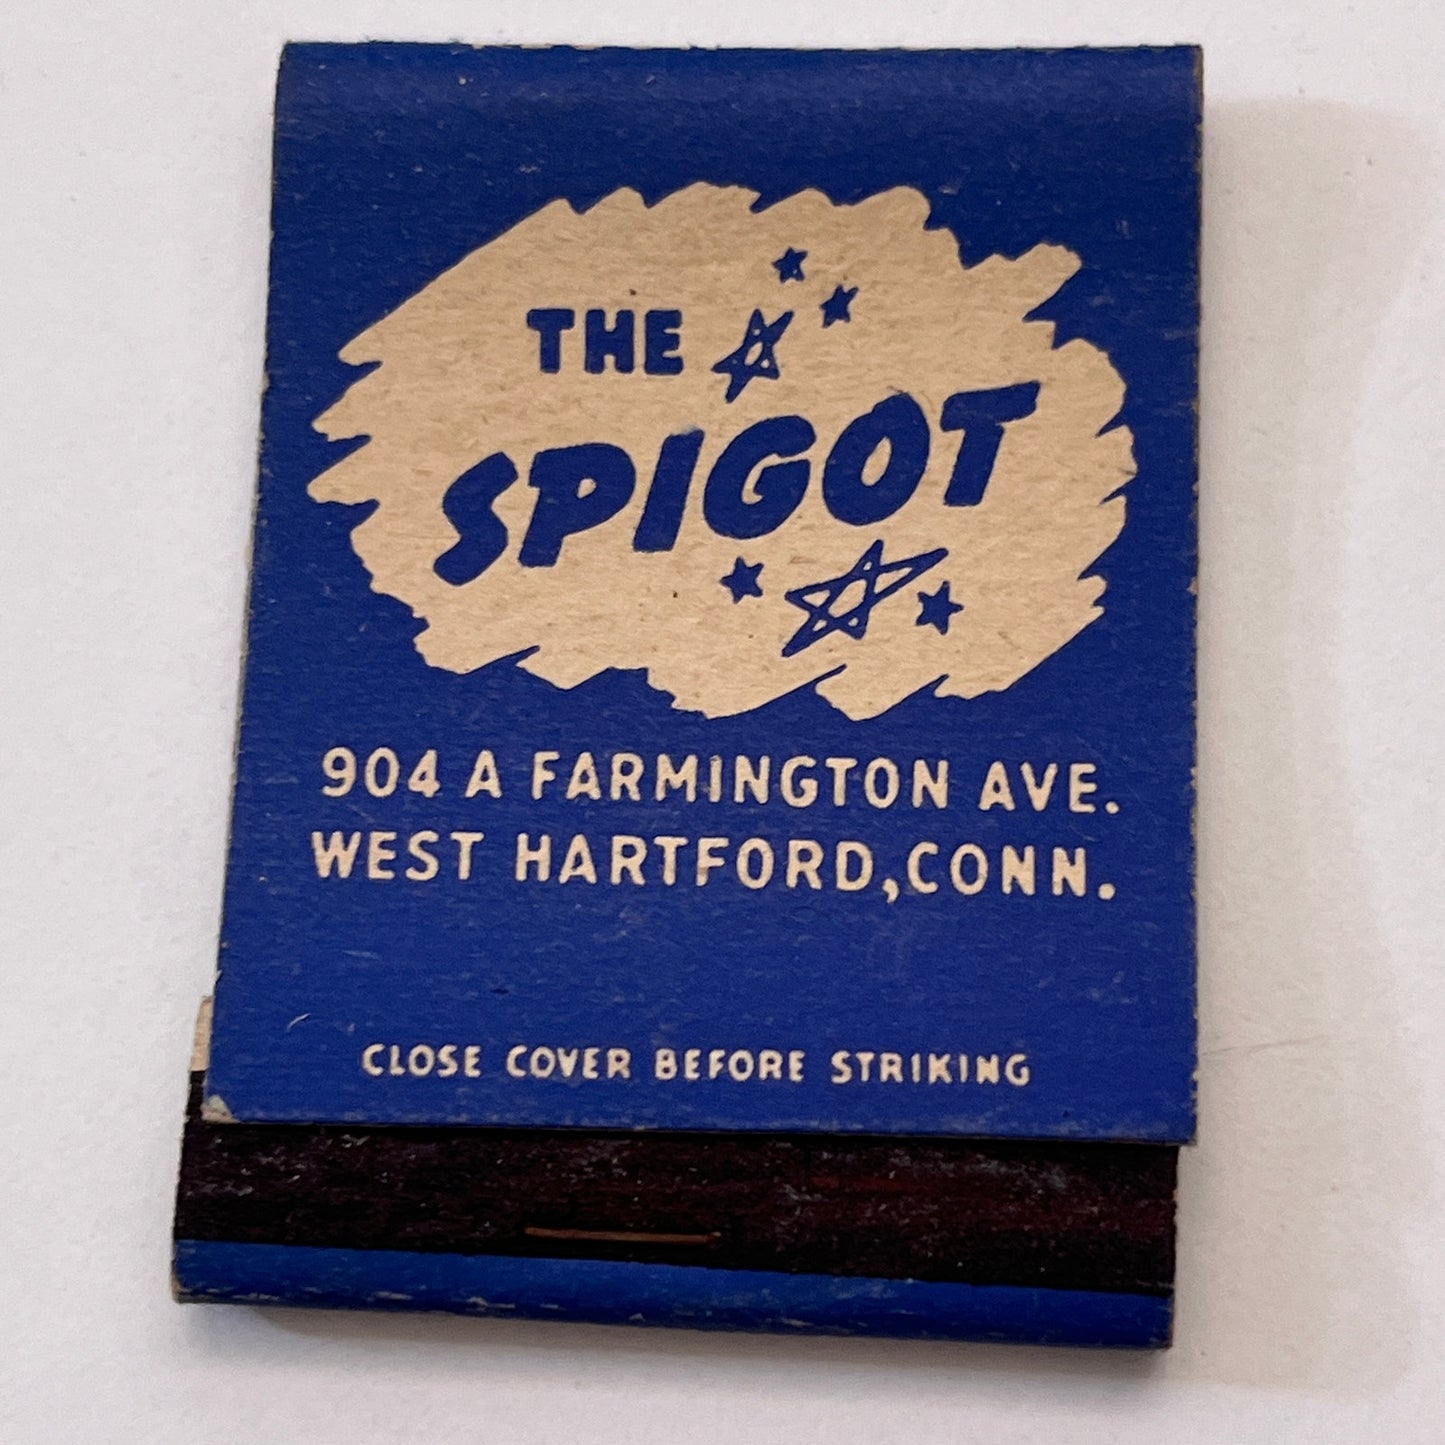 THE
SPIGOT
904 A FARMINGTON AVE.
WEST HARTFORD, CONN.
CLOSE COVER BEFORE STRIKING